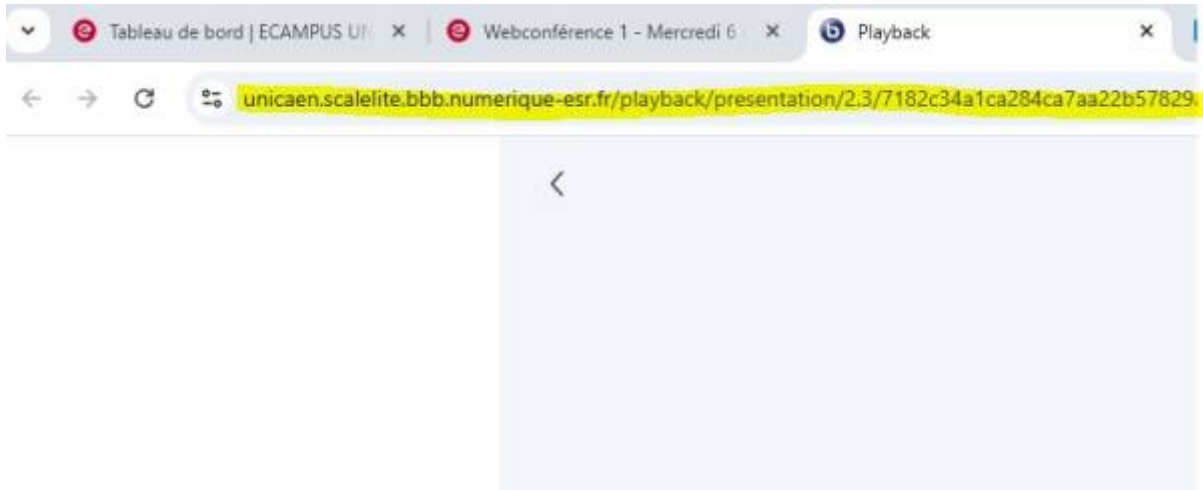 Tableau de bord | ECAMPUS UN
Webconférence 1 - Mercredi 6
Playback
unicaen.scalelite.bbb.numerique-esr.fr/playback/presentation/2.3/7182c34a1ca284ca7aa22b57829